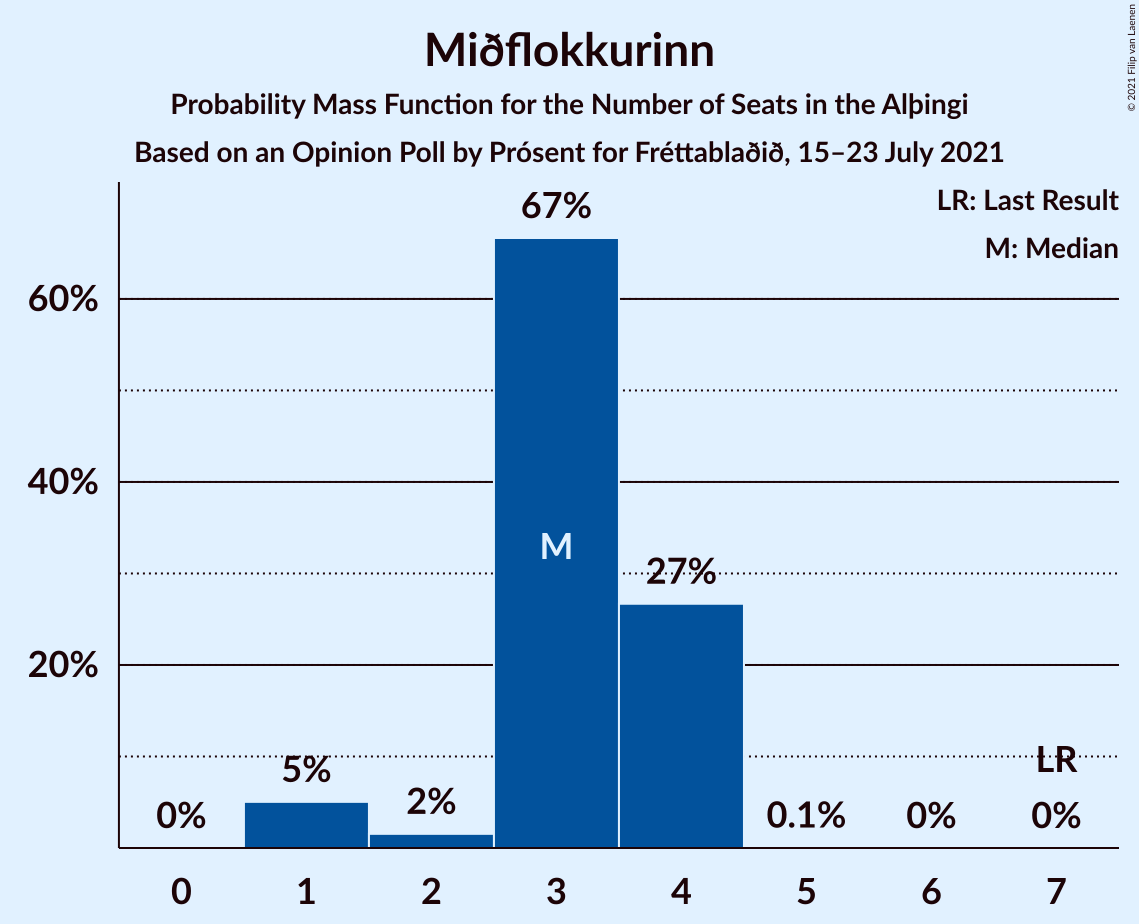 Miðflokkurinn
Probability Mass Function for the Number of Seats in the Alþingi
Based on an Opinion Poll by Prósent for Fréttablaðið, 15–23 July 2021
© 2021 Filip van Laenen
LR: Last Result
M: Median
67%
60%
40%
M
27%
20%
LR
5%
2%
0%
0.1%
0%
0%
0 1 2 3 4 5 6 7